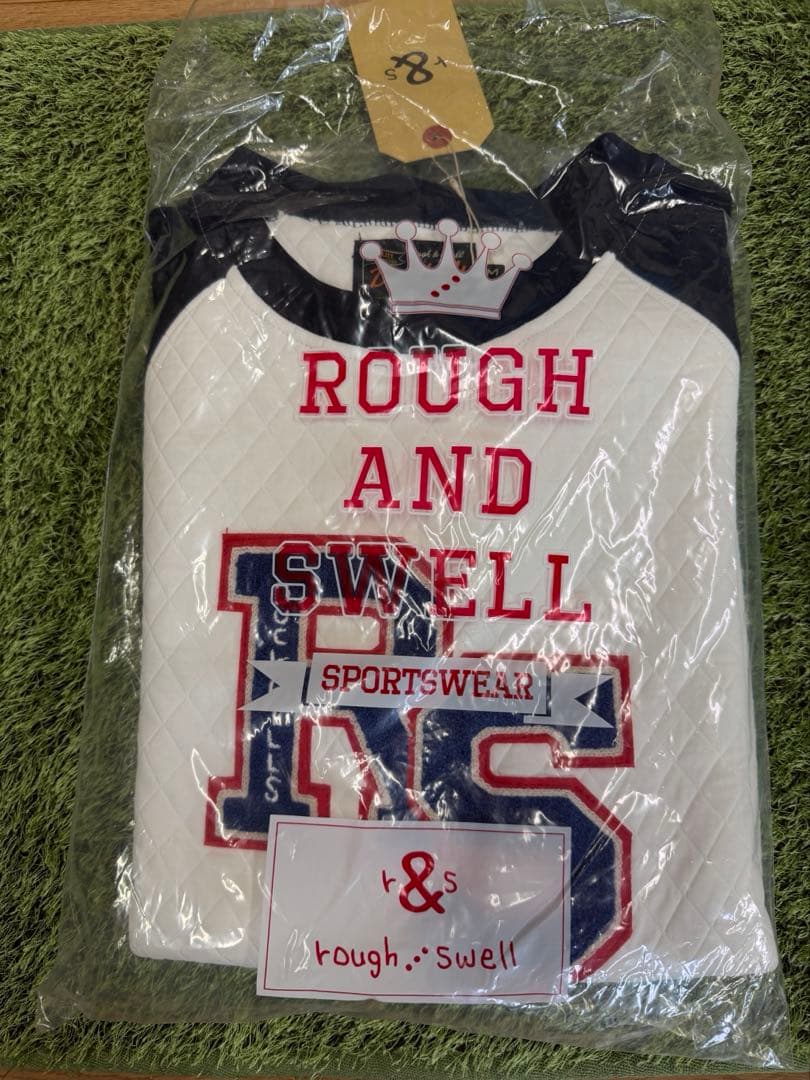 r & s
M
ROUGH
AND
SWELL
SPORTSWEAR
r & s
rough swell